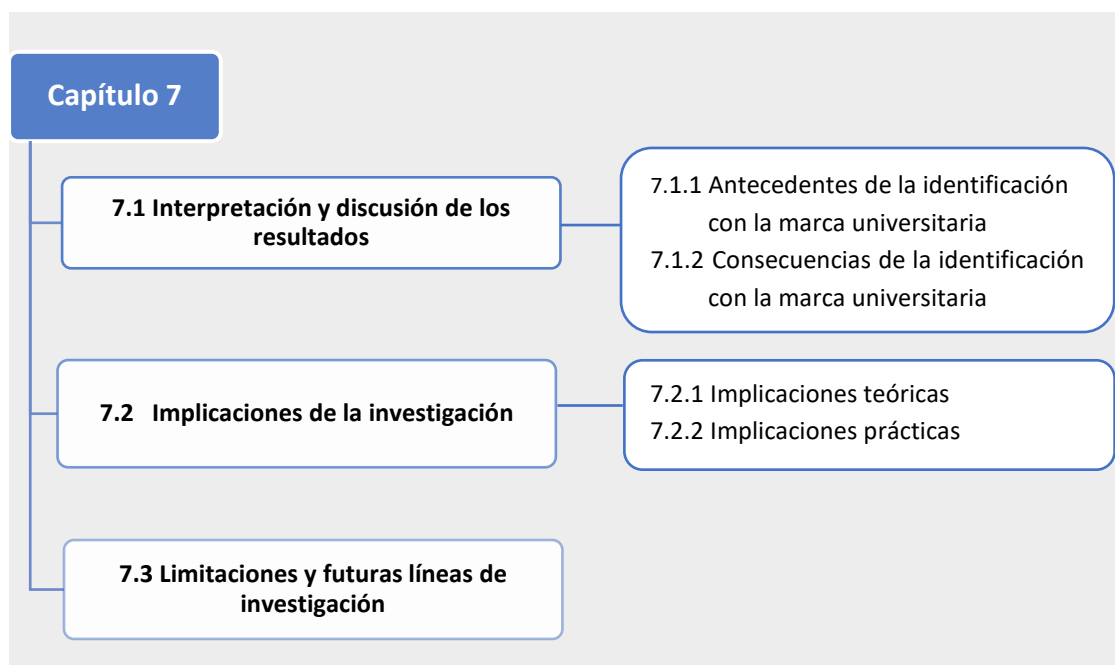 Capítulo 7
7.1 Interpretación y discusión de los
resultados
7.1.1 Antecedentes de la identificación
con la marca universitaria
7.1.2 Consecuencias de la identificación
con la marca universitaria
7.2 Implicaciones de la investigación
7.2.1 Implicaciones teóricas
7.2.2 Implicaciones prácticas
7.3 Limitaciones y futuras líneas de
investigación